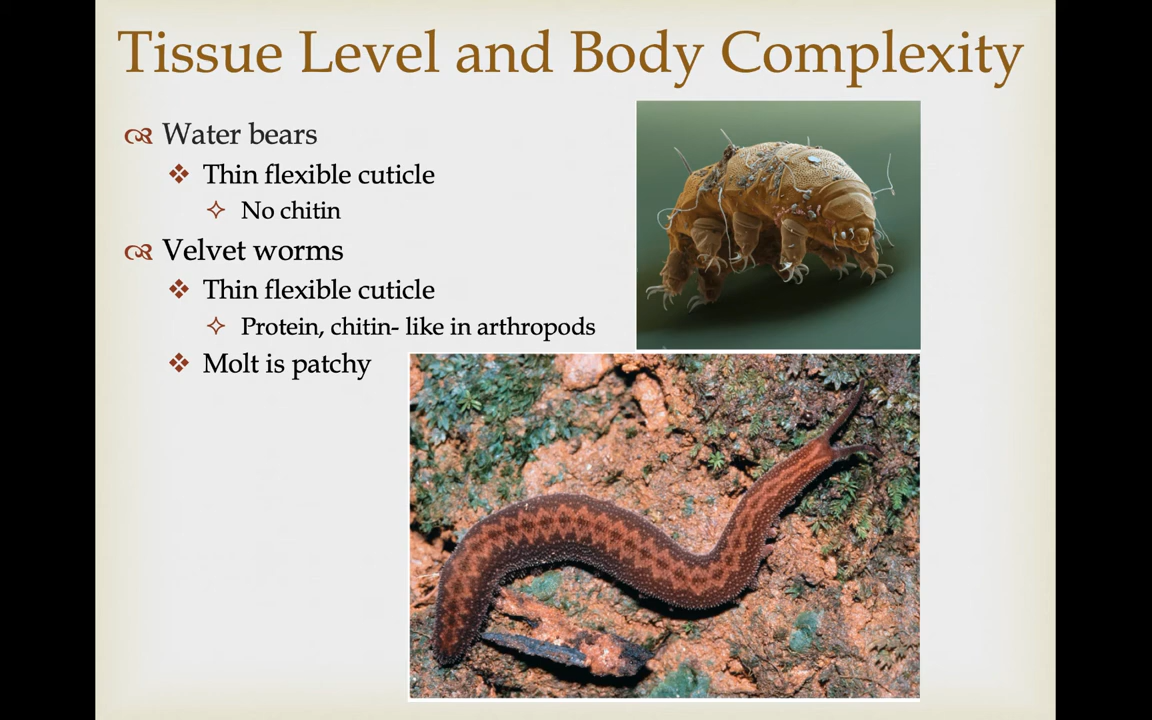 Tissue Level and Body Complexity
Water bears
Thin flexible cuticle
No chitin
Velvet worms
Thin flexible cuticle
Protein, chitin- like in arthropods
Molt is patchy